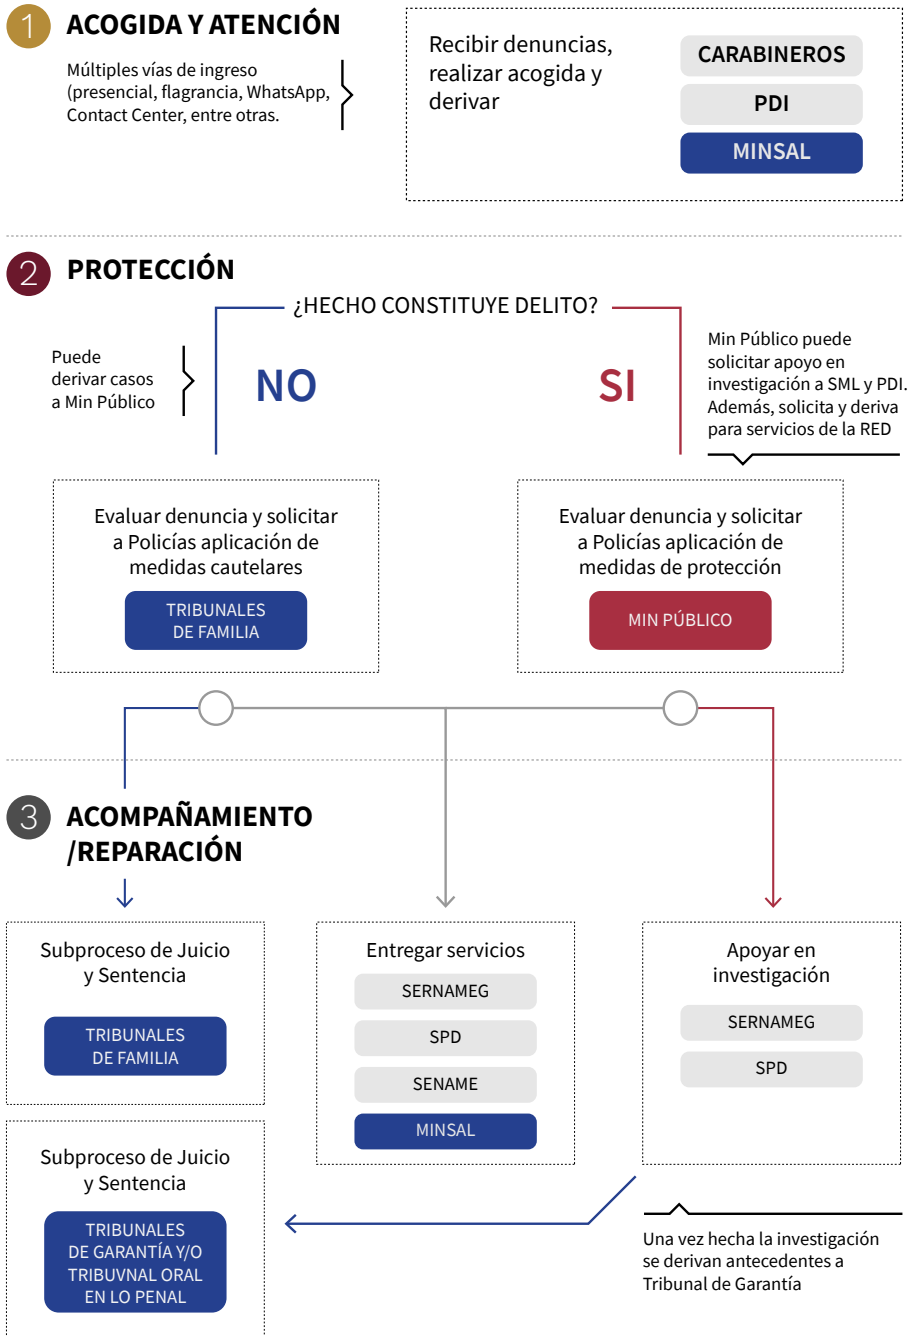 1
ACOGIDA Y ATENCIÓN
Múltiples vías de ingreso
(presencial, flagrancia, WhatsApp,
Contact Center, entre otras.
Recibir denuncias,
realizar acogida y
derivar
CARABINEROS
PDI
MINSAL
2
PROTECCIÓN
¿HECHO CONSTITUYE DELITO?
Puede
derivar casos
a Min Público
NO
SI
Min Público puede
solicitar apoyo en
investigación a SML y PDI.
Además, solicita y deriva
para servicios de la RED
Evaluar denuncia y solicitar
a Policías aplicación de
medidas cautelares
TRIBUNALES
DE FAMILIA
Evaluar denuncia y solicitar
a Policías aplicación de
medidas de protección
MIN PÚBLICO
3
ACOMPAÑAMIENTO
/REPARACIÓN
Subproceso de Juicio
y Sentencia
TRIBUNALES
DE FAMILIA
Entregar servicios
SERNAMEG
SPD
SENAME
MINSAL
Apoyar en
investigación
SERNAMEG
SPD
Subproceso de Juicio
y Sentencia
TRIBUNALES
DE GARANTÍA Y/O
TRIBUVNAL ORAL
EN LO PENAL
Una vez hecha la investigación
se derivan antecedentes a
Tribunal de Garantía